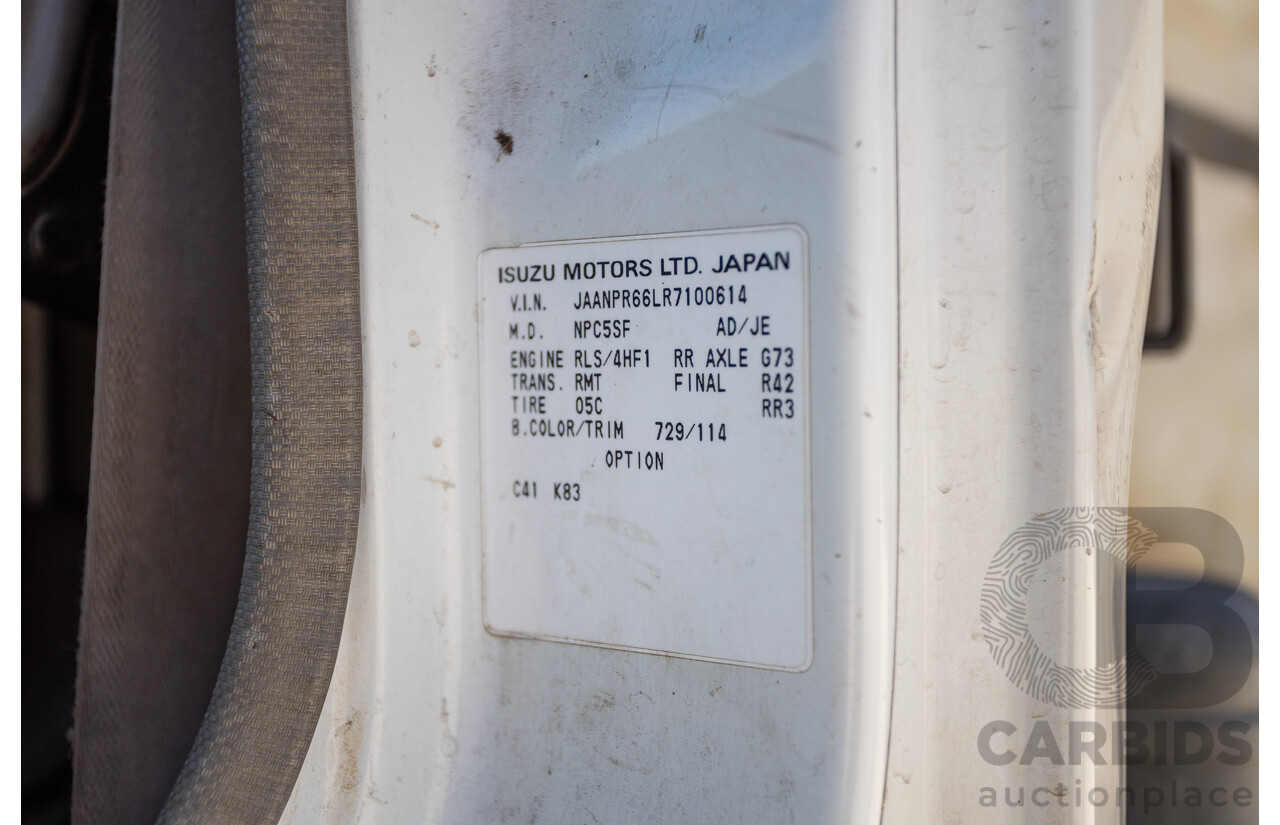 ISUZU MOTORS LTD. JAPAN
V.I.N. JAANPR66LR7100614
M.D. NPC5SF AD/JE
ENGINE RLS/4HF1 RR AXLE G73
TRANS. RMT FINAL R42
TIRE 05C RR3
B.COLOR/TRIM 729/114
OPTION
C41 K83
CB
CARBIDS
auctionplace